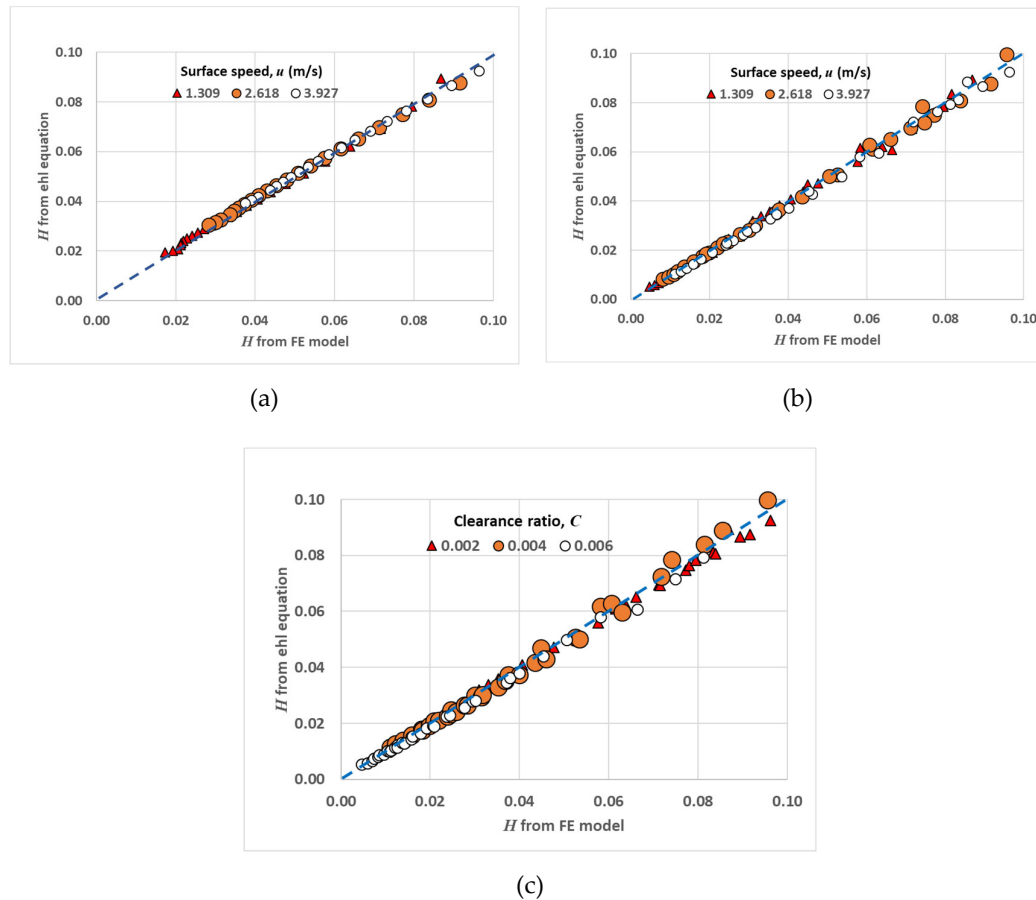 0.10
0.08
0.06
0.04
0.02
0.00
H from ehl equation
Surface speed, u (m/s)
1.309 2.618 3.927
0.00 0.02 0.04 0.06 0.08 0.10
H from FE model
(a)
0.10
0.08
0.06
0.04
0.02
0.00
H from ehl equation
Surface speed, u (m/s)
1.309 2.618 3.927
0.00 0.02 0.04 0.06 0.08 0.10
H from FE model
(b)
0.10
0.08
0.06
0.04
0.02
0.00
H from ehl equation
Clearance ratio, C
0.002 0.004 0.006
0.00 0.02 0.04 0.06 0.08 0.10
H from FE model
(c)